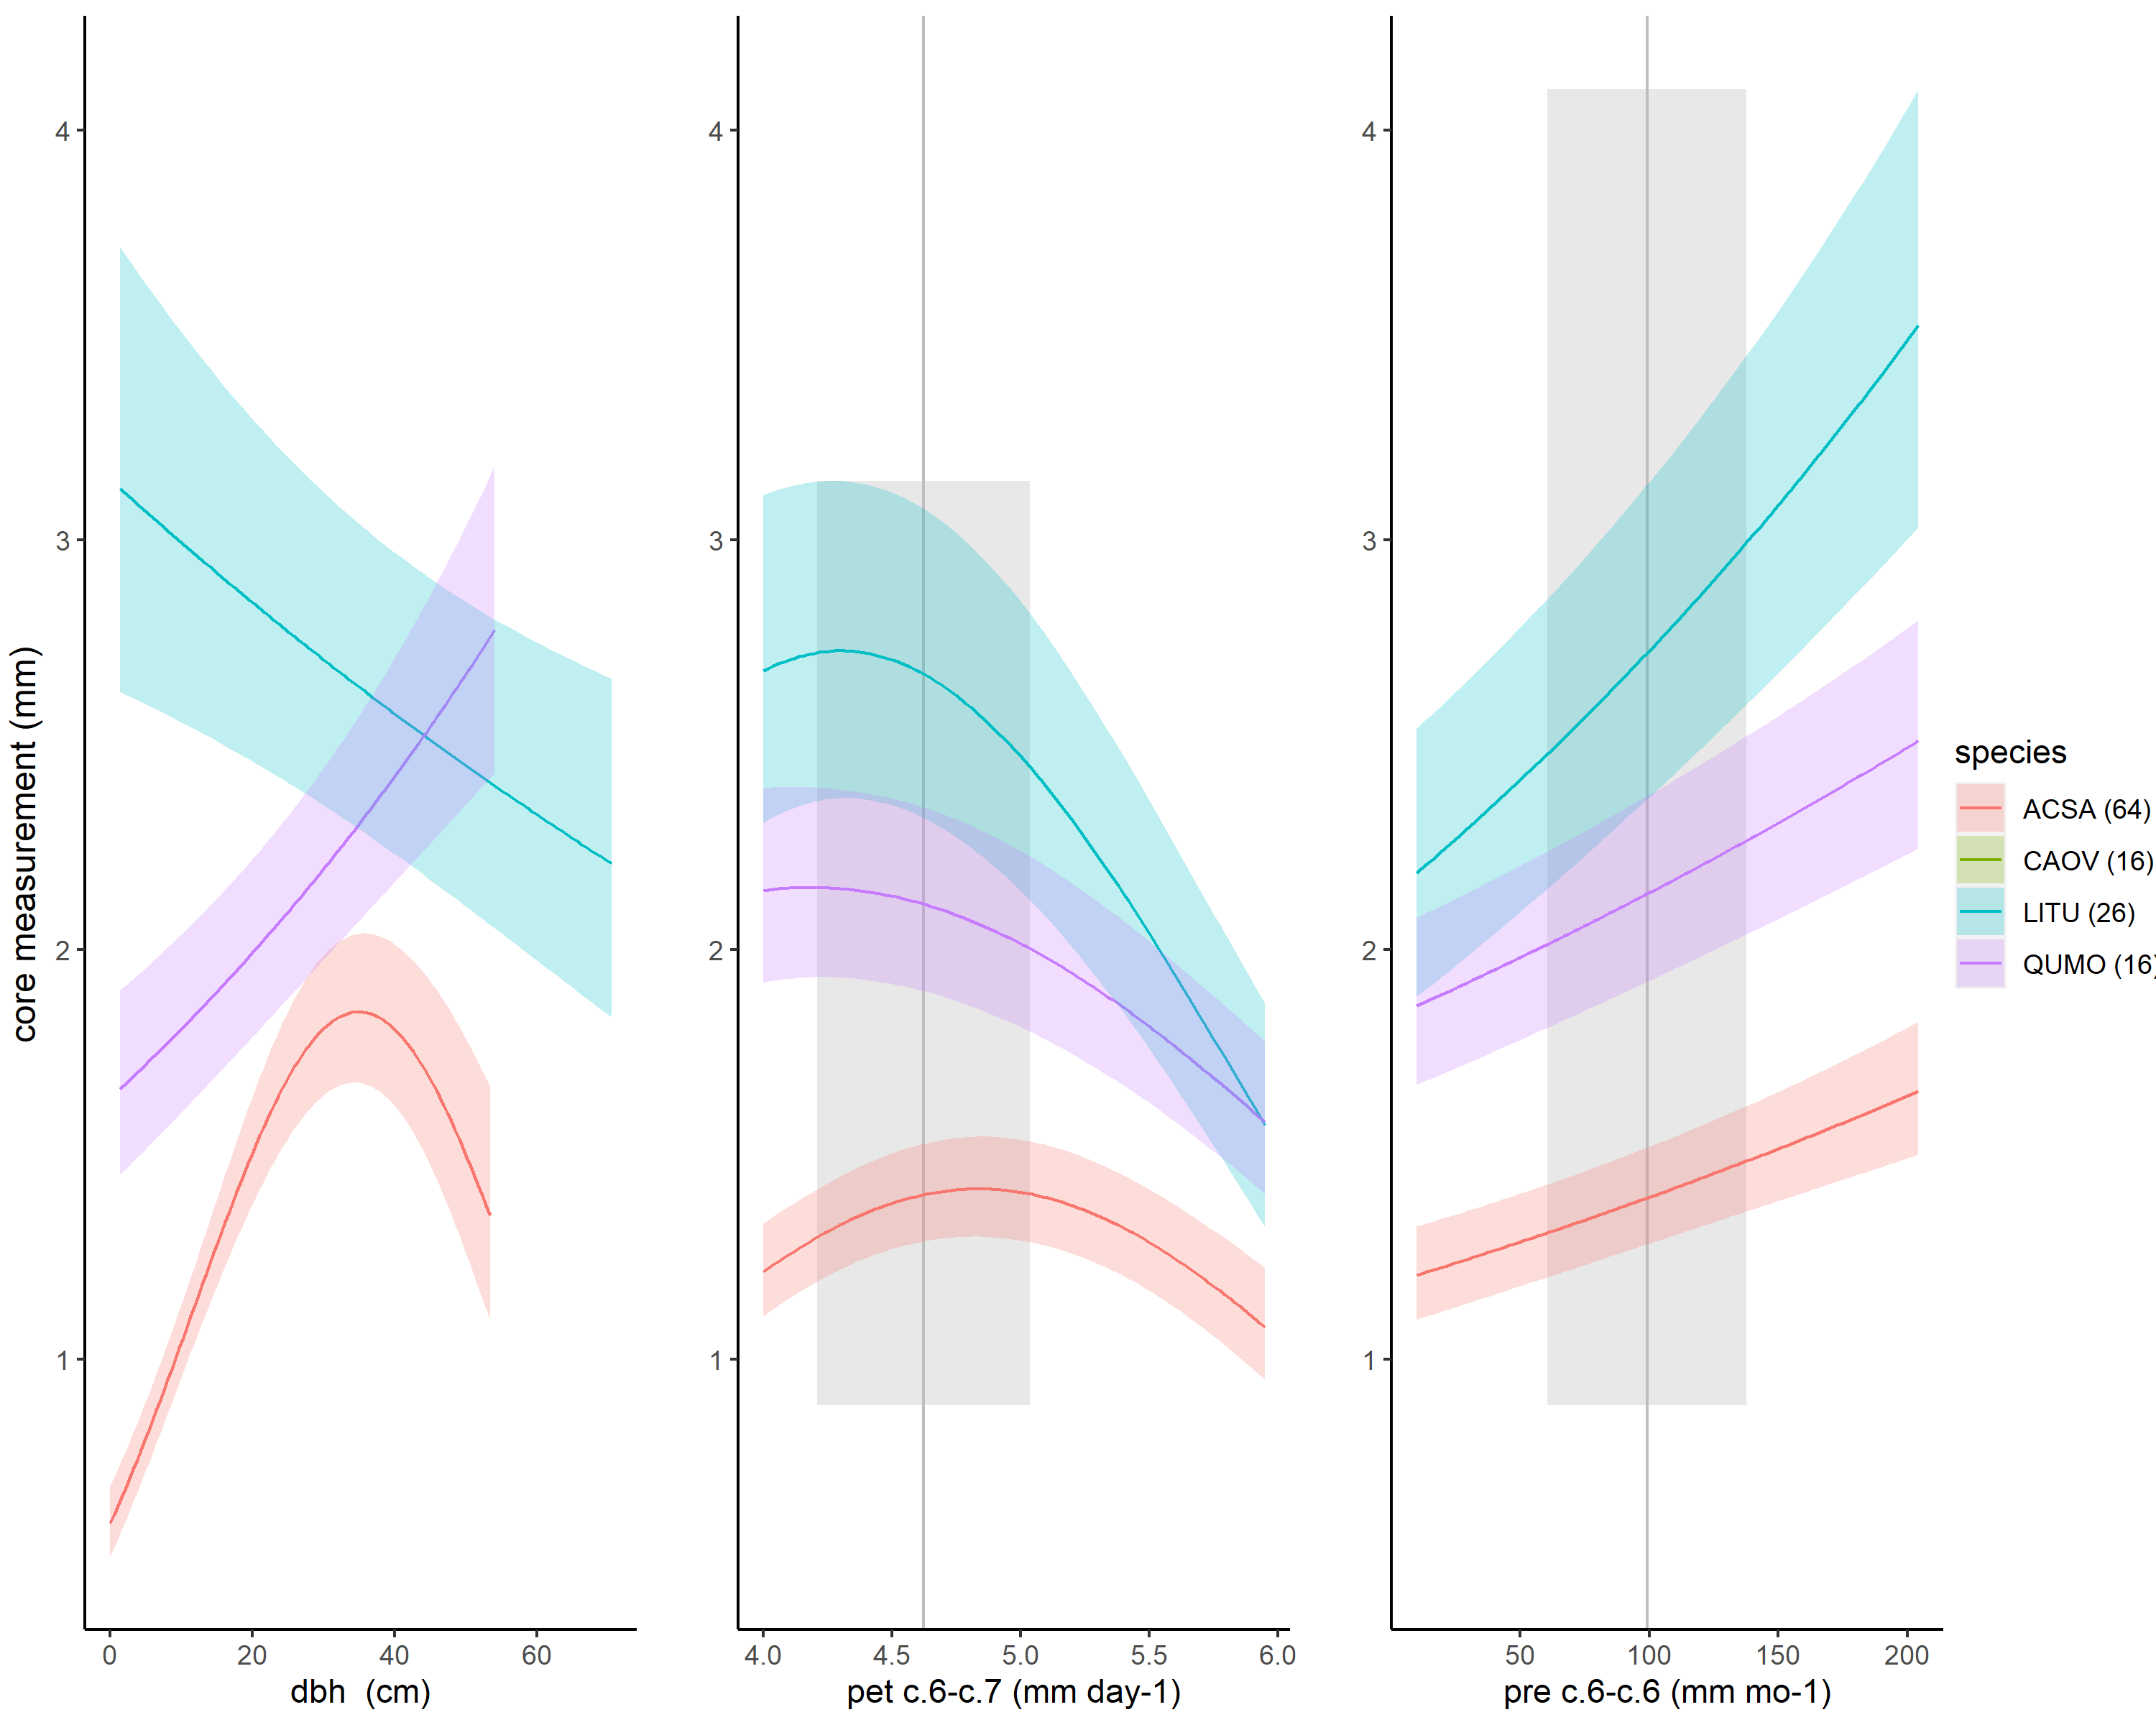 core measurement (mm)
4
3
2
1
0 20 40 60
dbh  (cm)
4
3
2
1
4.0 4.5 5.0 5.5 6.0
pet c.6-c.7 (mm day-1)
4
3
2
1
50 100 150 200
pre c.6-c.6 (mm mo-1)
species
ACSA (64)
CAOV (16)
LITU (26)
QUMO (16)